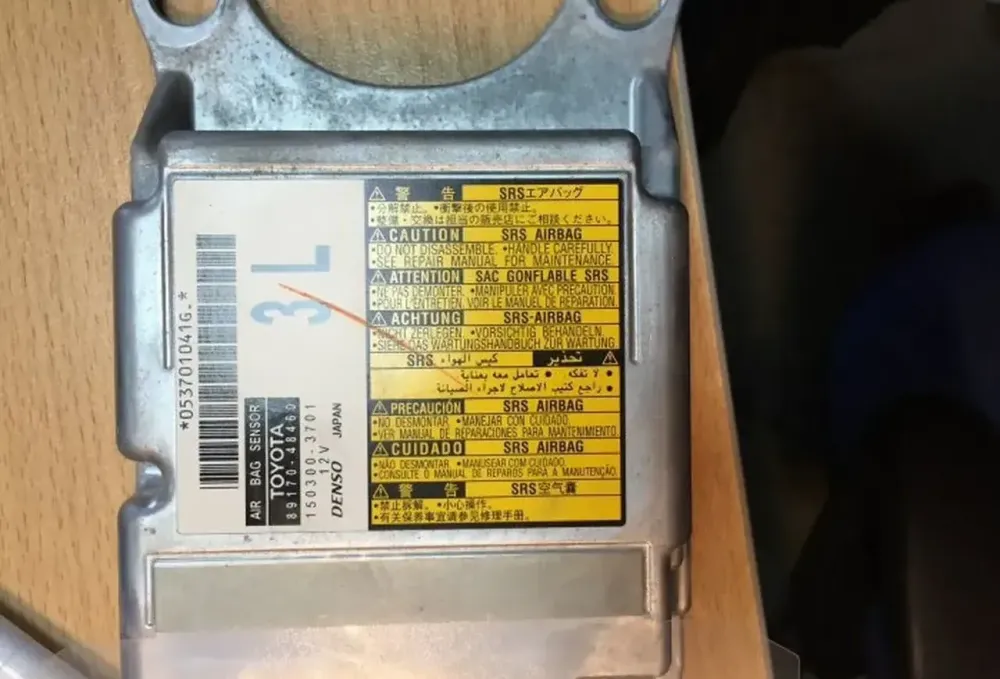 *053701041G.*
3L
AIR BAG SENSOR
TOYOTA
89170-48460
150300-3701
12V
DENSO JAPAN
警告 SRSエアバッグ
•分解禁止。•衝撃後の使用禁止。
•整備・交換は担当の販売店にご相談ください。
CAUTION SRS AIRBAG
•DO NOT DISASSEMBLE. •HANDLE CAREFULLY.
•SEE REPAIR MANUAL FOR MAINTENANCE.
ATTENTION SAC GONFLABLE SRS
•NE PAS DEMONTER. •MANIPULER AVEC PRECAUTION.
•POUR L'ENTRETIEN, VOIR LE MANUEL DE REPARATION.
ACHTUNG SRS-AIRBAG
•NICHT ZERLEGEN. •VORSICHTIG BEHANDELN.
•SIEHE DAS WARTUNGSHANDBUCH ZUR WARTUNG.
تحذير كيس الهواء SRS
• لا تفكه • تعامل معه بعناية
• راجع كتيب الاصلاح لاجراء الصيانة
PRECAUCIÓN SRS AIRBAG
•NO DESMONTAR •MANEJAR CON CUIDADO.
•VER MANUAL DE REPARACIONES PARA MANTENIMIENTO
CUIDADO SRS AIRBAG
•NÃO DESMONTAR. •MANUSEAR COM CUIDADO.
•CONSULTE O MANUAL DE REPAROS PARA A MANUTENÇÃO.
警告 SRS空气囊
•禁止拆解。•小心操作。
•有关保养事宜请参见修理手册.